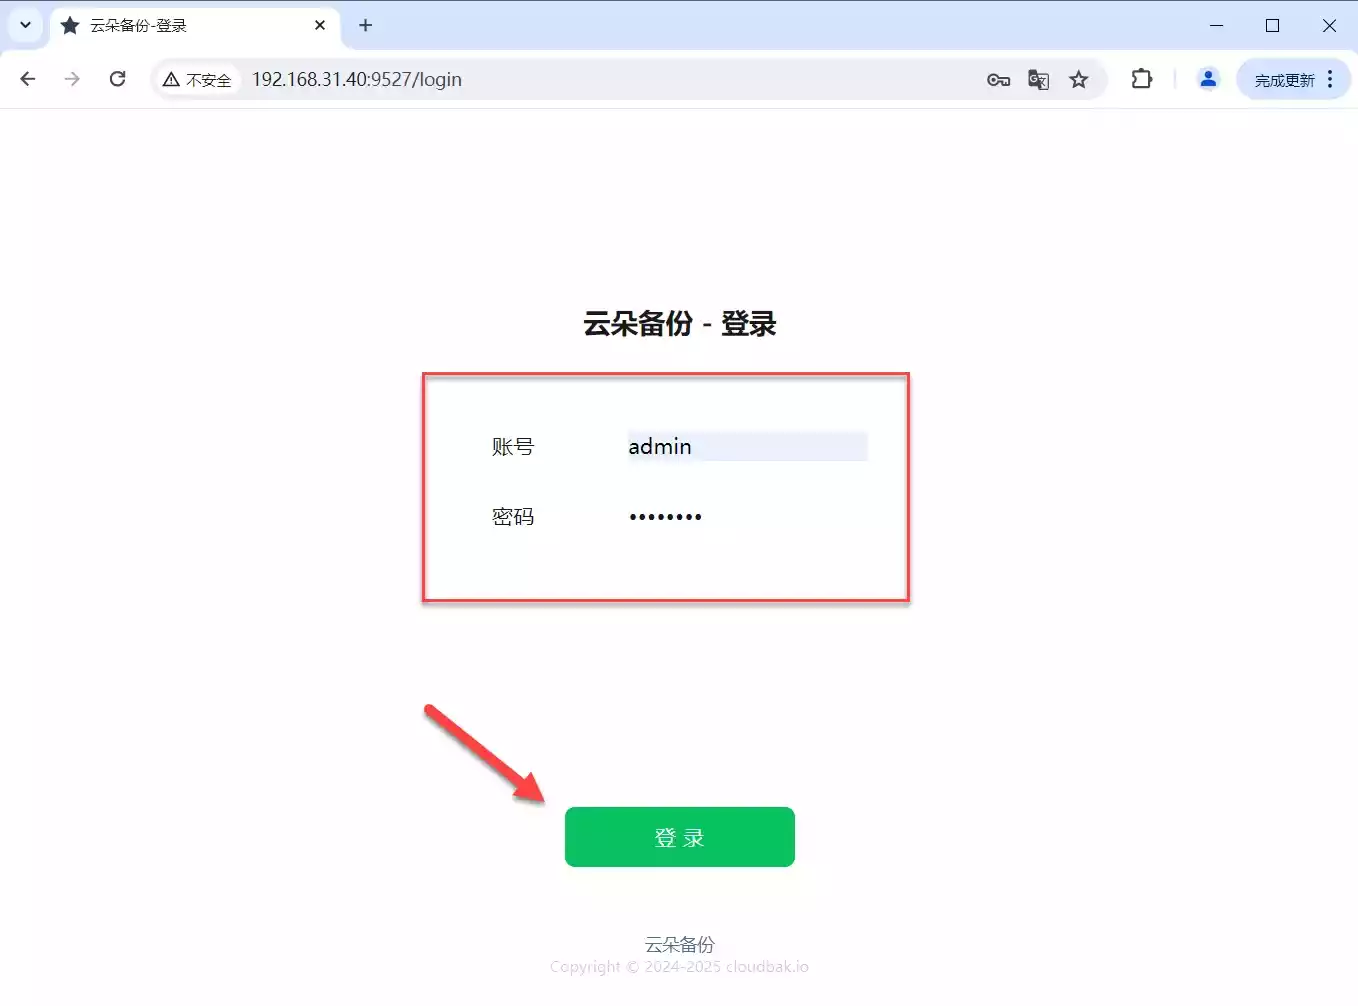 云朵备份-登录
不安全
192.168.31.40:9527/login
完成更新
云朵备份 - 登录
账号
admin
密码
••••••••
登 录
云朵备份
Copyright © 2024-2025 cloudbak.io